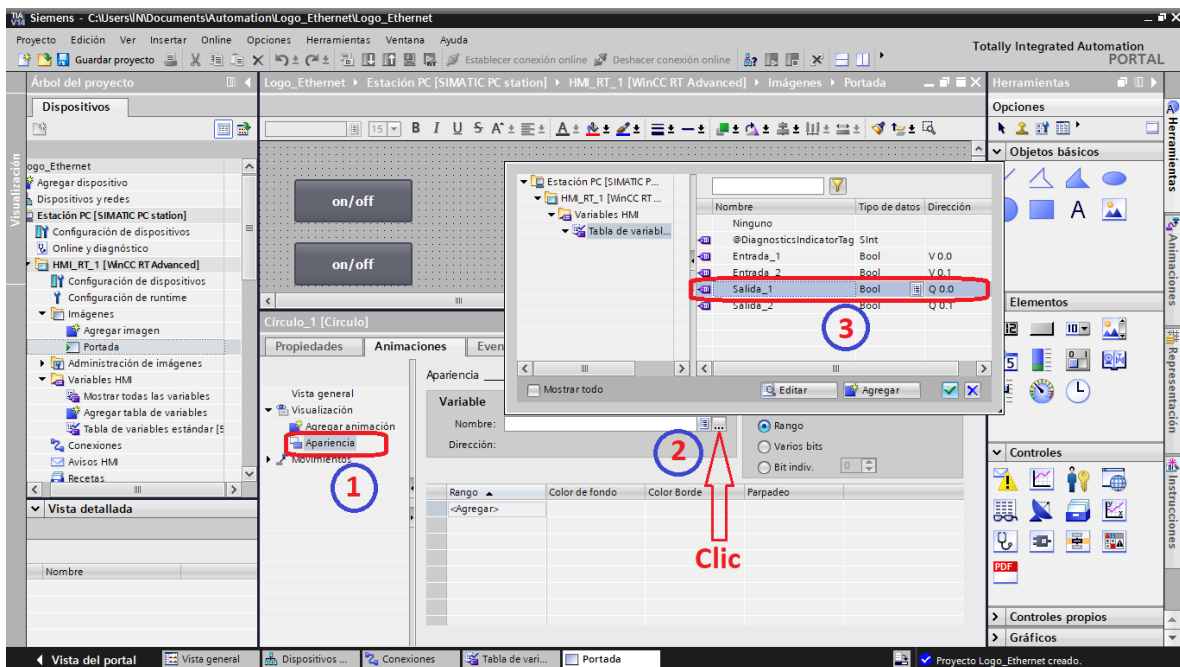 TIA V14
Siemens - C:\Users\IN\Documents\Automation\Logo_Ethernet\Logo_Ethernet
Proyecto Edición Ver Insertar Online Opciones Herramientas Ventana Ayuda
Totally Integrated Automation
PORTAL
Guardar proyecto
Establecer conexión online
Deshacer conexión online
Visualización
Árbol del proyecto
Dispositivos
ogo_Ethernet
Agregar dispositivo
Dispositivos y redes
Estación PC [SIMATIC PC station]
Configuración de dispositivos
Online y diagnóstico
HMI_RT_1 [WinCC RT Advanced]
Configuración de dispositivos
Configuración de runtime
Imágenes
Agregar imagen
Portada
Administración de imágenes
Variables HMI
Mostrar todas las variables
Agregar tabla de variables
Tabla de variables estándar [5
Conexiones
Avisos HMI
Recetas
Vista detallada
Nombre
Logo_Ethernet Estación PC [SIMATIC PC station] HMI_RT_1 [WinCC RT Advanced] Imágenes Portada
15 B I U S A A
on/off
on/off
Estación PC [SIMATIC P...
HMI_RT_1 [WinCC RT...
Variables HMI
Tabla de variabl...
Nombre Tipo de datos Dirección
Ninguno
@DiagnosticsIndicatorTag SInt
Entrada_1 Bool V 0.0
Entrada_2 Bool V 0.1
Salida_1 Bool Q 0.0
Salida_2 Bool Q 0.1
3
Mostrar todo
Editar
Agregar
Círculo_1 [Círculo]
Propiedades Animaciones Even
Vista general
Visualización
Agregar animación
Apariencia
Movimientos
1
Apariencia
Variable
Nombre:
...
Dirección:
2
Rango
Varios bits
Bit indiv. 0
Rango Color de fondo Color Borde Parpadeo
<Agregar>
Clic
Herramientas
Opciones
Objetos básicos
A
Elementos
Controles
PDF
Controles propios
Gráficos
Herramientas
Animaciones
Representación
Instrucciones
Vista del portal
Vista general
Dispositivos ...
Conexiones
Tabla de vari...
Portada
Proyecto Logo_Ethernet creado.